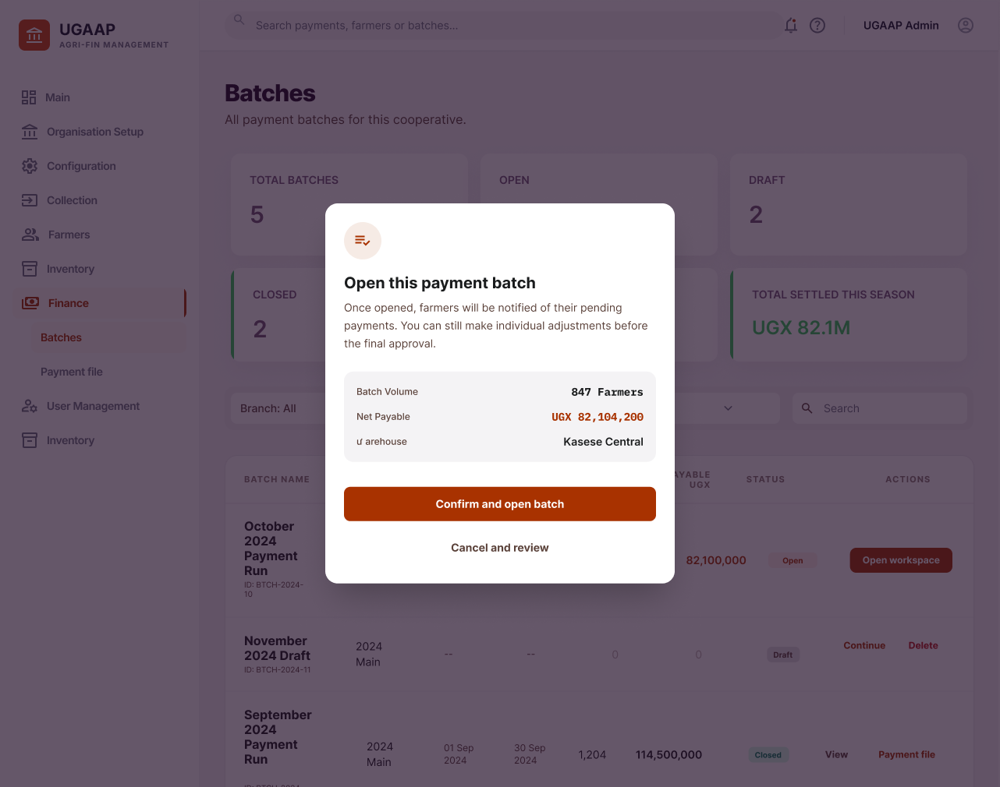 UGAAP
AGRI-FIN MANAGEMENT
Search payments, farmers or batches...
UGAAP Admin
Main
Organisation Setup
Configuration
Collection
Farmers
Inventory
Finance
Batches
Payment file
User Management
Inventory
Batches
All payment batches for this cooperative.
TOTAL BATCHES
5
OPEN
DRAFT
2
CLOSED
2
TOTAL SETTLED THIS SEASON
UGX 82.1M
Branch: All
Search
Open this payment batch
Once opened, farmers will be notified of their pending
payments. You can still make individual adjustments before
the final approval.
Batch Volume 847 Farmers
Net Payable UGX 82,104,200
ư arehouse Kasese Central
Confirm and open batch
Cancel and review
BATCH NAME
AYABLE
UGX
STATUS
ACTIONS
October
2024
Payment
Run
ID: BTCH-2024-
10
82,100,000
Open
Open workspace
November
2024 Draft
ID: BTCH-2024-11
2024
Main
--
--
0
0
Draft
Continue
Delete
September
2024
Payment
Run
2024
Main
01 Sep
2024
30 Sep
2024
1,204
114,500,000
Closed
View
Payment file